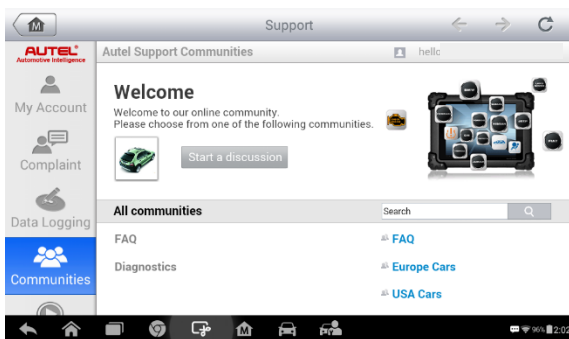 M
Support
AUTEL®
Automotive Intelligence
Autel Support Communities
hello
My Account
Welcome
Welcome to our online community.
Please choose from one of the following communities.
Start a discussion
Complaint
Data Logging
All communities
Search
FAQ
FAQ
Diagnostics
Europe Cars
Communities
USA Cars
M
96%
2:02